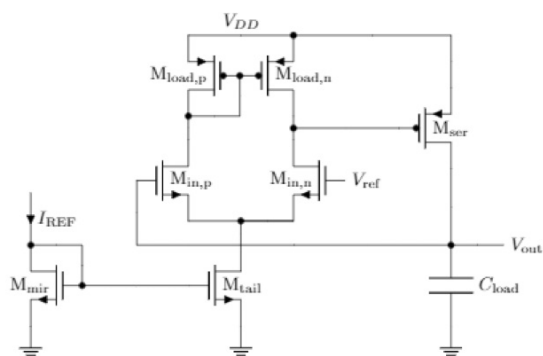 V_DD
M_load,p
M_load,n
M_ser
M_in,p
M_in,n
V_ref
I_REF
V_out
M_mir
M_tail
C_load